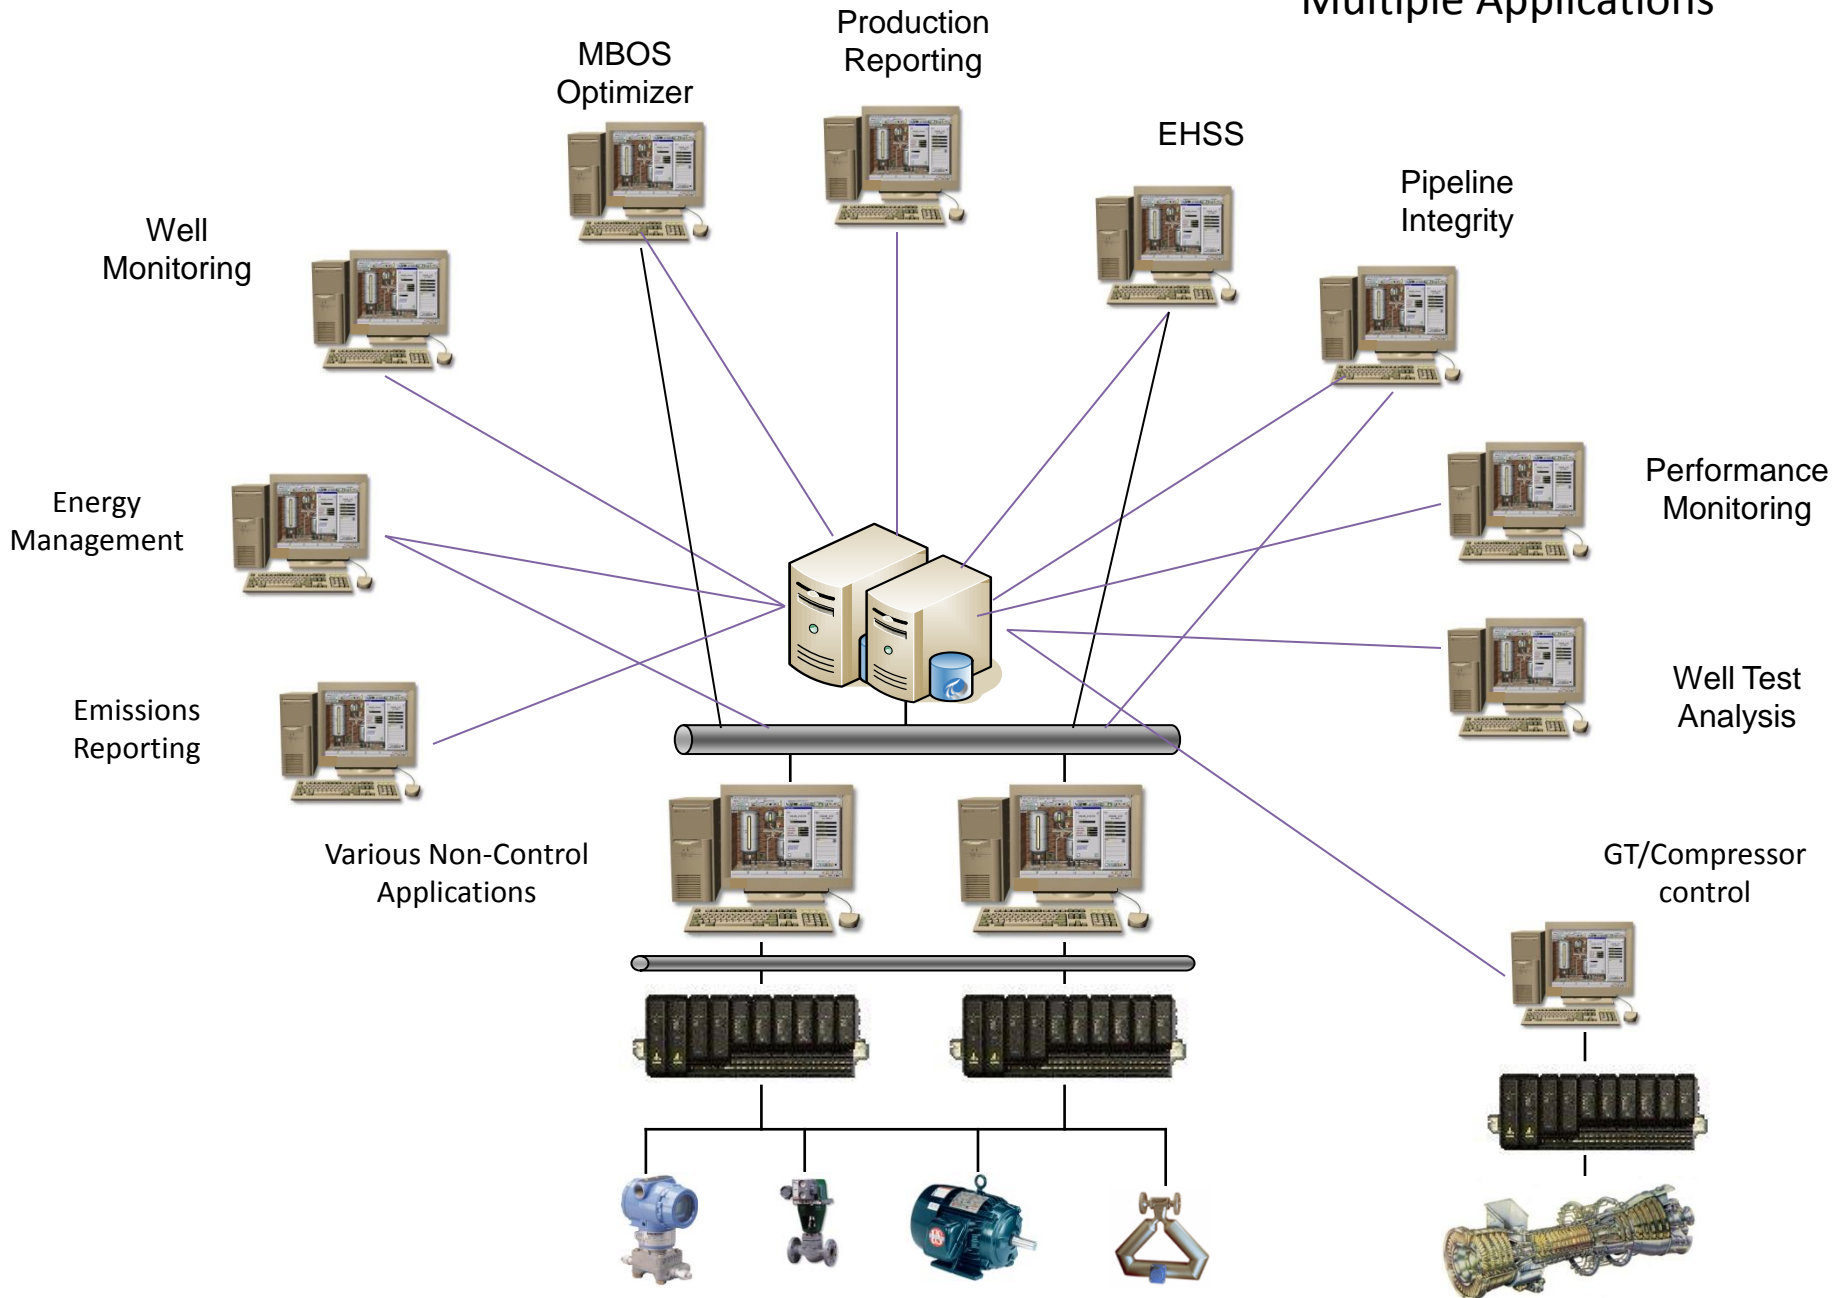 Multiple Applications
Production
Reporting
MBOS
Optimizer
EHSS
Pipeline
Integrity
Well
Monitoring
Performance
Monitoring
Energy
Management
Well Test
Analysis
Emissions
Reporting
Various Non-Control
Applications
GT/Compressor
control